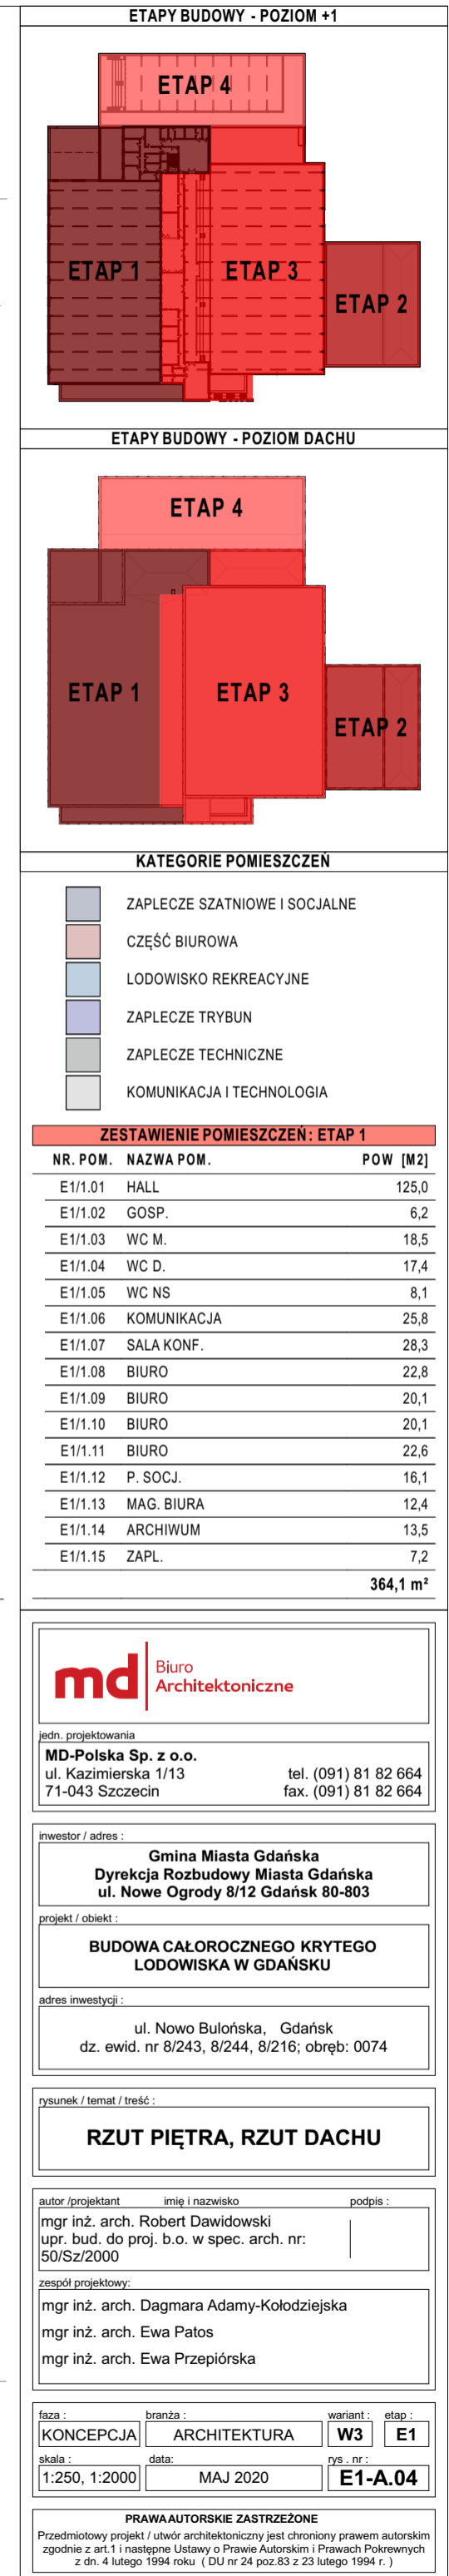 ETAPY BUDOWY - POZIOM +1
ETAP 4
ETAP 1
ETAP 3
ETAP 2
ETAPY BUDOWY - POZIOM DACHU
ETAP 4
ETAP 1
ETAP 3
ETAP 2
KATEGORIE POMIESZCZEŃ
ZAPLECZE SZATNIOWE I SOCJALNE
CZĘŚĆ BIUROWA
LODOWISKO REKREACYJNE
ZAPLECZE TRYBUN
ZAPLECZE TECHNICZNE
KOMUNIKACJA I TECHNOLOGIA
ZESTAWIENIE POMIESZCZEŃ: ETAP 1
NR. POM. NAZWA POM. POW [M2]
E1/1.01 HALL 125,0
E1/1.02 GOSP. 6,2
E1/1.03 WC M. 18,5
E1/1.04 WC D. 17,4
E1/1.05 WC NS 8,1
E1/1.06 KOMUNIKACJA 25,8
E1/1.07 SALA KONF. 28,3
E1/1.08 BIURO 22,8
E1/1.09 BIURO 20,1
E1/1.10 BIURO 20,1
E1/1.11 BIURO 22,6
E1/1.12 P. SOCJ. 16,1
E1/1.13 MAG. BIURA 12,4
E1/1.14 ARCHIWUM 13,5
E1/1.15 ZAPL. 7,2
364,1 m²
md Biuro
Architektoniczne
jedn. projektowania
MD-Polska Sp. z o.o.
ul. Kazimierska 1/13 tel. (091) 81 82 664
71-043 Szczecin fax. (091) 81 82 664
inwestor / adres :
Gmina Miasta Gdańska
Dyrekcja Rozbudowy Miasta Gdańska
ul. Nowe Ogrody 8/12 Gdańsk 80-803
projekt / obiekt :
BUDOWA CAŁOROCZNEGO KRYTEGO
LODOWISKA W GDAŃSKU
adres inwestycji :
ul. Nowo Bulońska, Gdańsk
dz. ewid. nr 8/243, 8/244, 8/216; obręb: 0074
rysunek / temat / treść :
RZUT PIĘTRA, RZUT DACHU
autor /projektant imię i nazwisko podpis :
mgr inż. arch. Robert Dawidowski
upr. bud. do proj. b.o. w spec. arch. nr:
50/Sz/2000
zespół projektowy:
mgr inż. arch. Dagmara Adamy-Kołodziejska
mgr inż. arch. Ewa Patos
mgr inż. arch. Ewa Przepiórska
faza : branża : wariant : etap :
KONCEPCJA ARCHITEKTURA W3 E1
skala : data: rys . nr :
1:250, 1:2000 MAJ 2020 E1-A.04
PRAWA AUTORSKIE ZASTRZEŻONE
Przedmiotowy projekt / utwór architektoniczny jest chroniony prawem autorskim
zgodnie z art.1 i następne Ustawy o Prawie Autorskim i Prawach Pokrewnych
z dn. 4 lutego 1994 roku ( DU nr 24 poz.83 z 23 lutego 1994 r. )